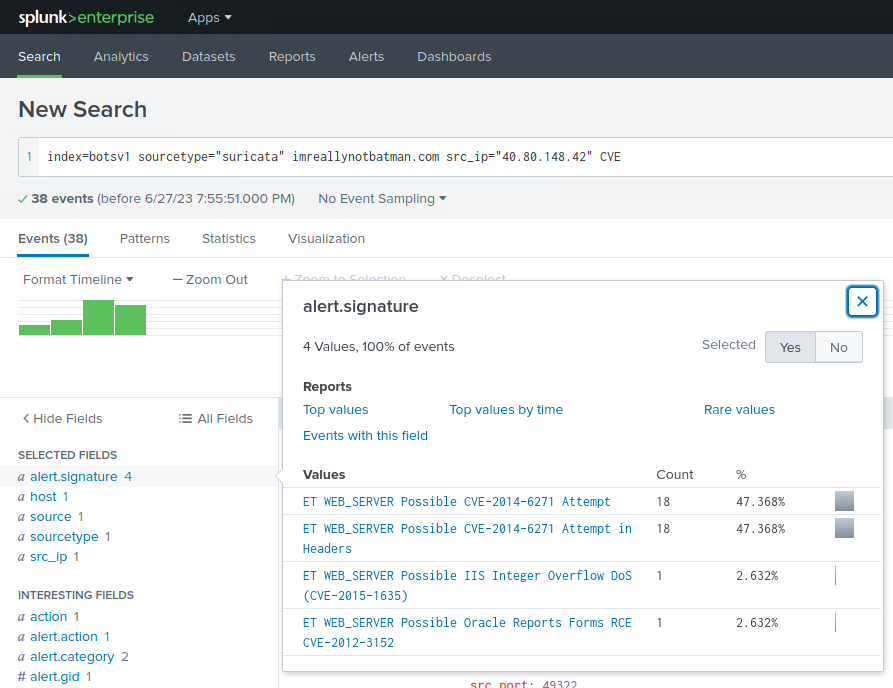 splunk>enterprise Apps
Search Analytics Datasets Reports Alerts Dashboards
New Search
1 index=botsv1 sourcetype="suricata" imreallynotbatman.com src_ip="40.80.148.42" CVE
38 events (before 6/27/23 7:55:51.000 PM) No Event Sampling
Events (38) Patterns Statistics Visualization
Format Timeline — Zoom Out + Zoom to Selection × Deselect
alert.signature
4 Values, 100% of events Selected Yes No
Reports
Top values Top values by time Rare values
Events with this field
Values Count %
ET WEB_SERVER Possible CVE-2014-6271 Attempt 18 47.368%
ET WEB_SERVER Possible CVE-2014-6271 Attempt in 18 47.368%
Headers
ET WEB_SERVER Possible IIS Integer Overflow DoS 1 2.632%
(CVE-2015-1635)
ET WEB_SERVER Possible Oracle Reports Forms RCE 1 2.632%
CVE-2012-3152
< Hide Fields All Fields
SELECTED FIELDS
a alert.signature 4
a host 1
a source 1
a sourcetype 1
a src_ip 1
INTERESTING FIELDS
a action 1
a alert.action 1
a alert.category 2
# alert.gid 1
src_port: 49322